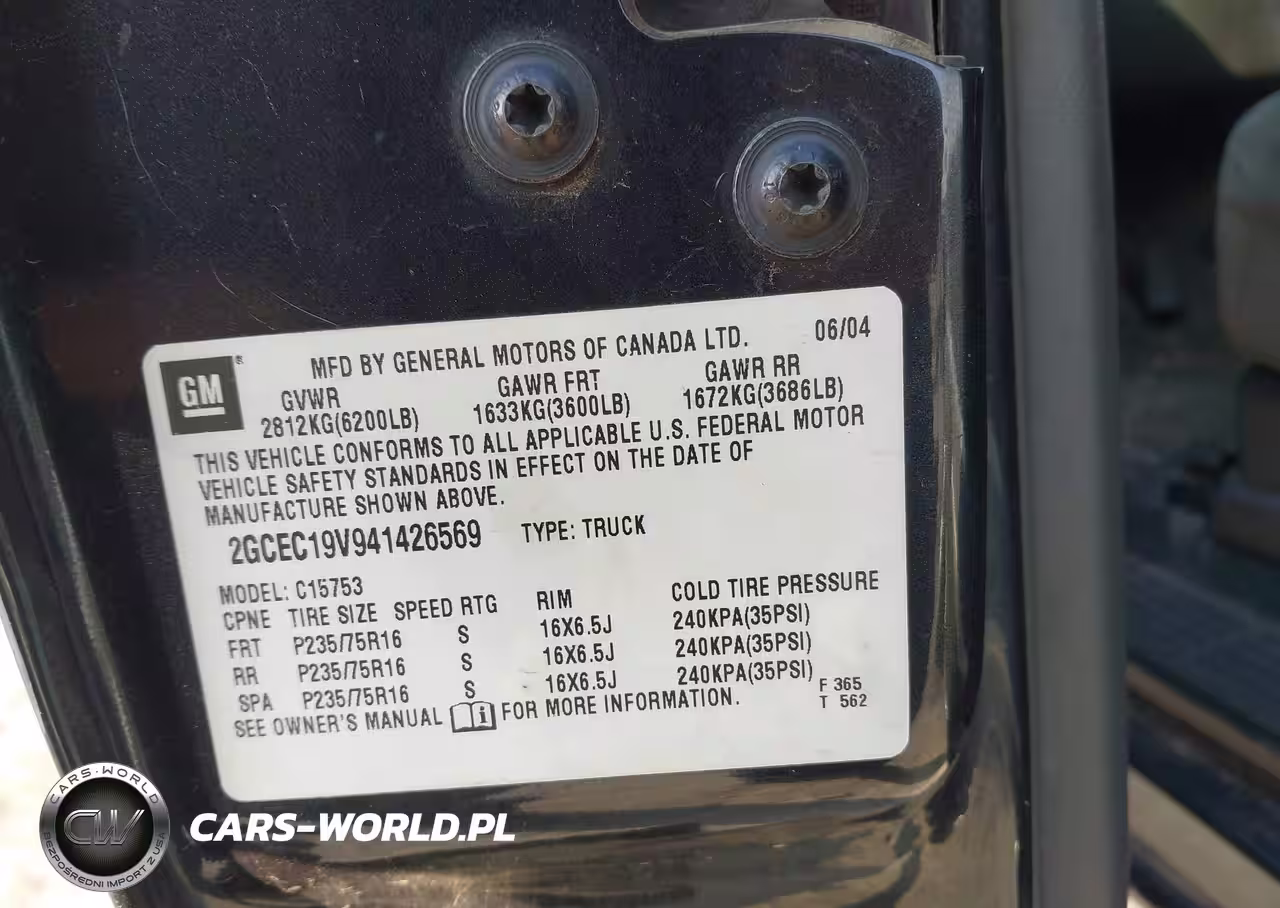 GM
®
MFD BY GENERAL MOTORS OF CANADA LTD. 06/04
GVWR GAWR FRT GAWR RR
2812KG(6200LB) 1633KG(3600LB) 1672KG(3686LB)
THIS VEHICLE CONFORMS TO ALL APPLICABLE U.S. FEDERAL MOTOR
VEHICLE SAFETY STANDARDS IN EFFECT ON THE DATE OF
MANUFACTURE SHOWN ABOVE.
2GCEC19V941426569 TYPE: TRUCK
MODEL: C15753
CPNE TIRE SIZE SPEED RTG RIM COLD TIRE PRESSURE
FRT P235/75R16 S 16X6.5J 240KPA(35PSI)
RR P235/75R16 S 16X6.5J 240KPA(35PSI)
SPA P235/75R16 S 16X6.5J 240KPA(35PSI)
SEE OWNER'S MANUAL i FOR MORE INFORMATION.
F 365
T 562
CARS-WORLD
CW
BEZPOŚREDNI IMPORT Z USA
CARS-WORLD.PL